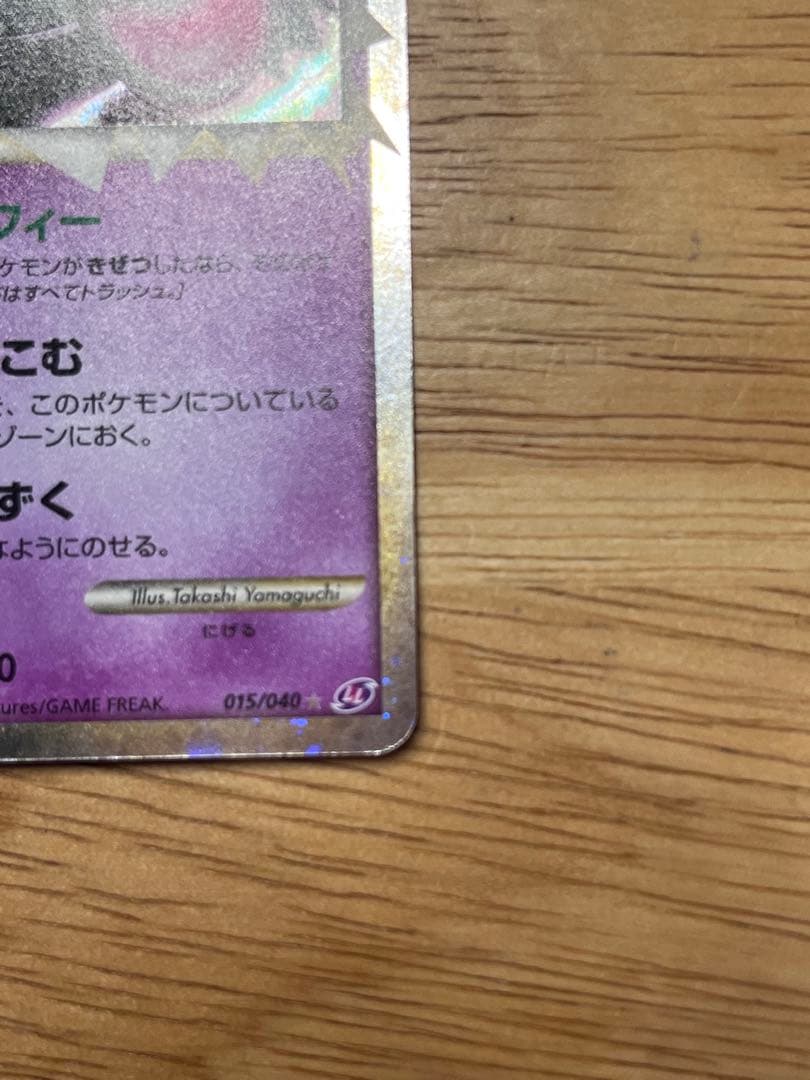 フィー
ケモンがきぜつしたなら、
はすべてトラッシュ。]
こむ
、このポケモンについている
ゾーンにおく。
ずく
なようにのせる。
Illus. Takashi Yamaguchi
にげる
0
ures/GAME FREAK.
015/040 ★ LL